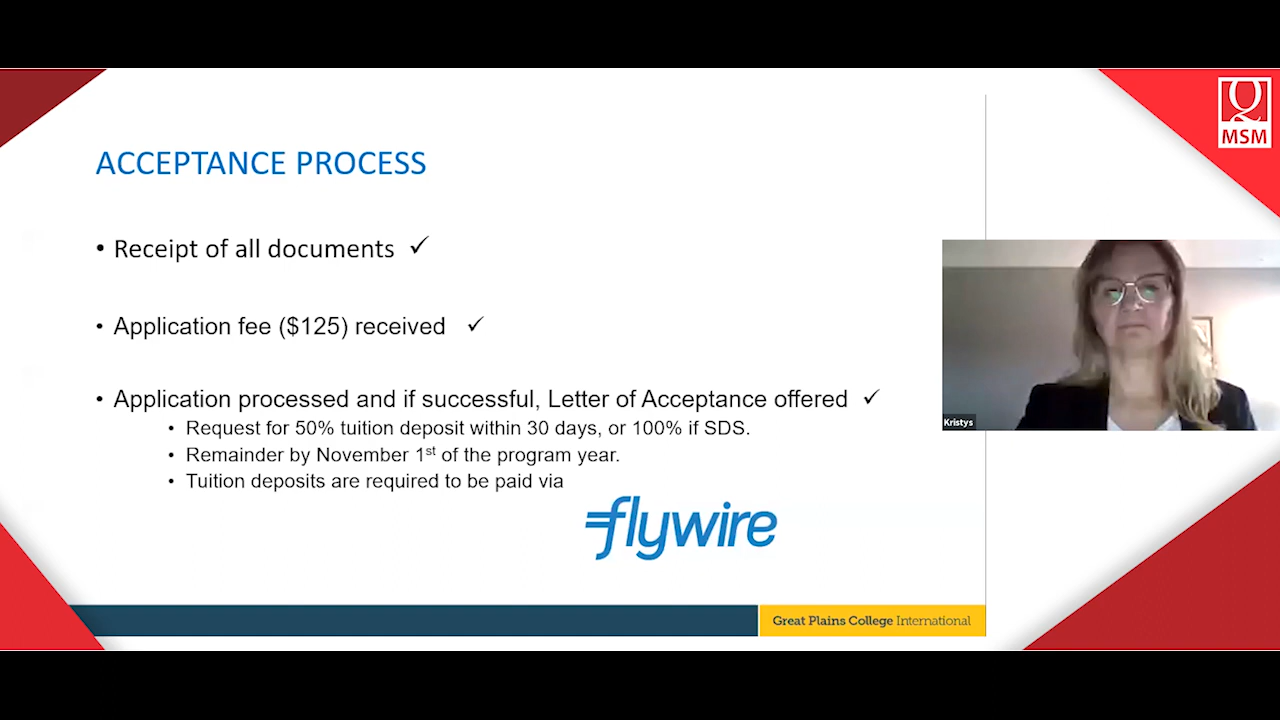 MSM
ACCEPTANCE PROCESS
• Receipt of all documents ✓
• Application fee ($125) received ✓
• Application processed and if successful, Letter of Acceptance offered ✓
• Request for 50% tuition deposit within 30 days, or 100% if SDS.
• Remainder by November 1st of the program year.
• Tuition deposits are required to be paid via
flywire
Kristys
Great Plains College International